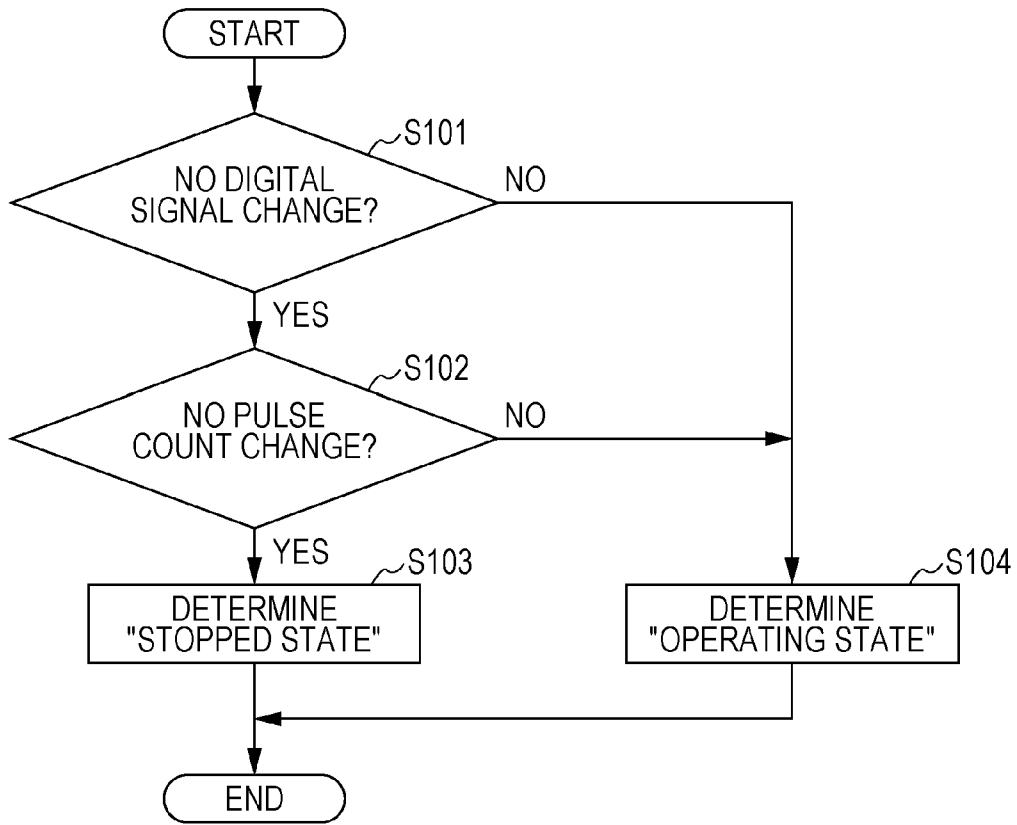 START
S101
NO DIGITAL
SIGNAL CHANGE?
NO
YES
S102
NO PULSE
COUNT CHANGE?
NO
YES
S103
DETERMINE
"STOPPED STATE"
S104
DETERMINE
"OPERATING STATE"
END